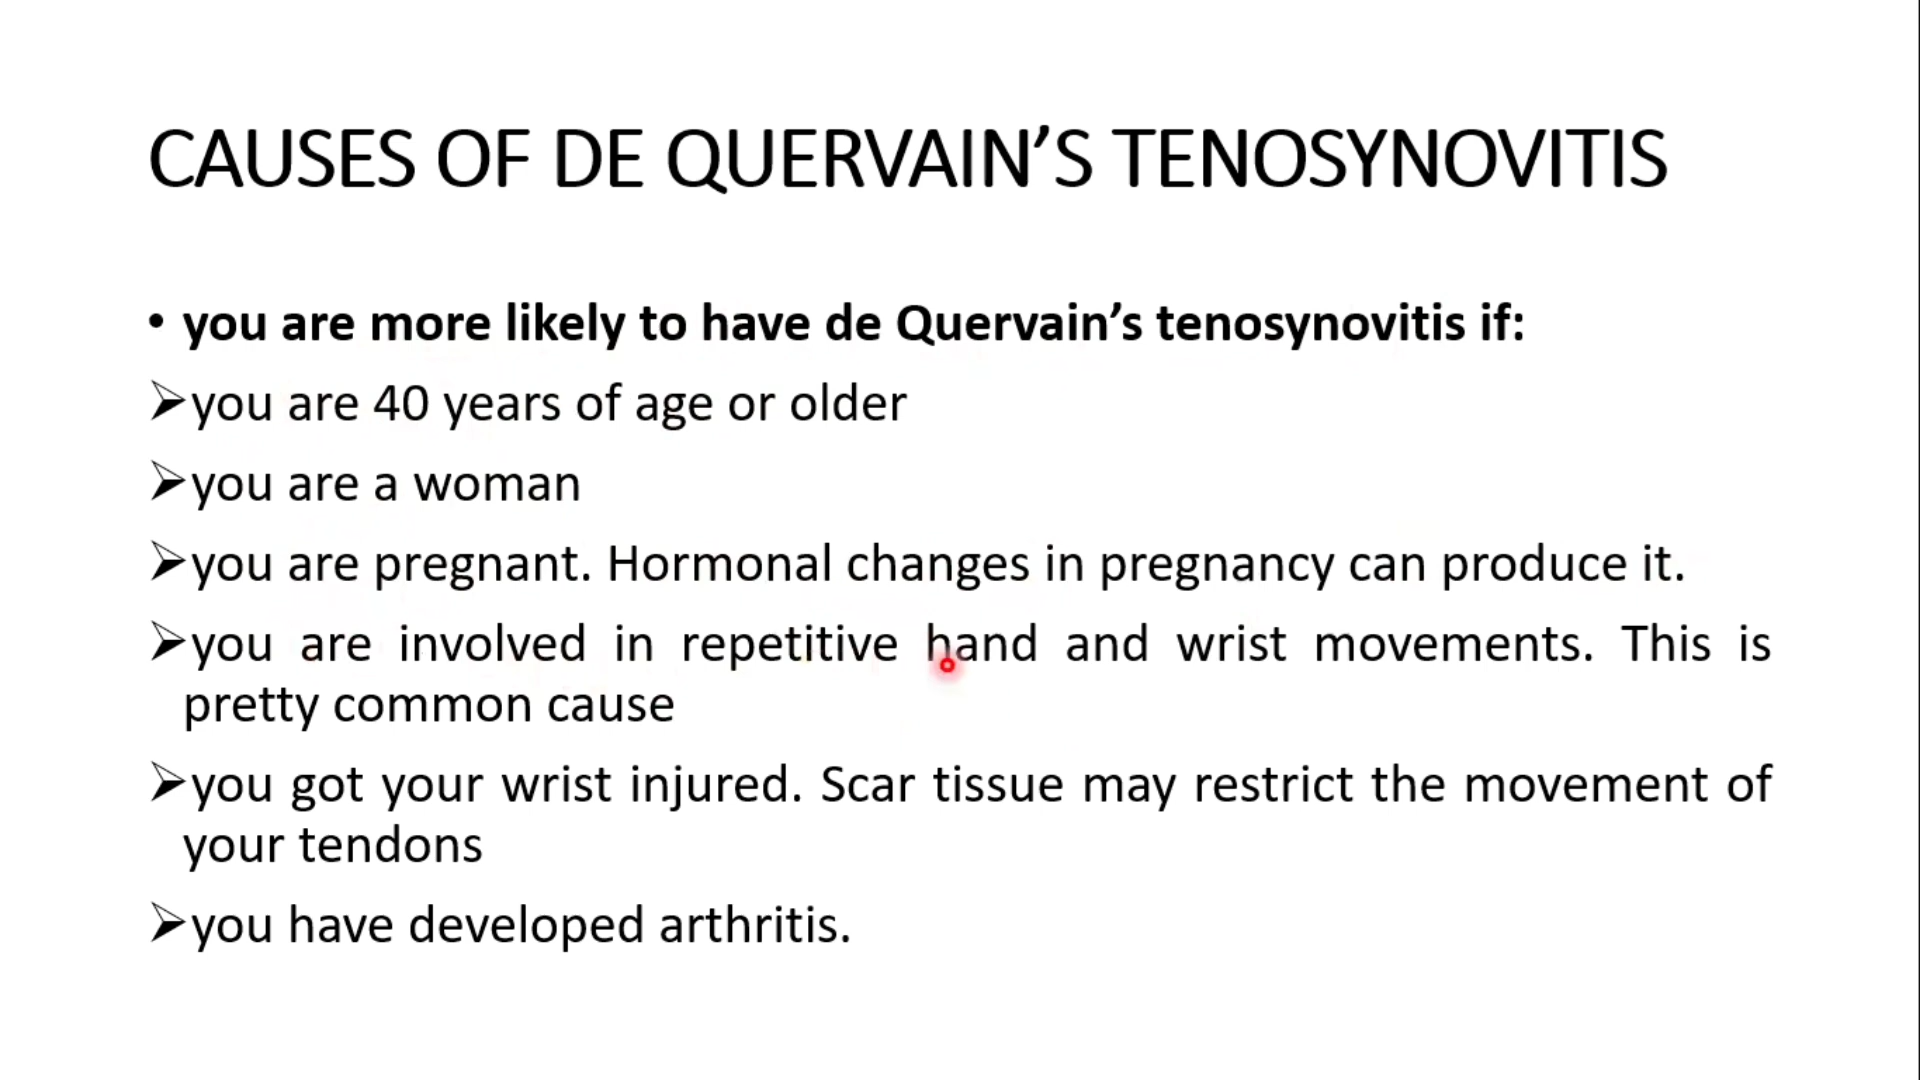 CAUSES OF DE QUERVAIN’S TENOSYNOVITIS
• you are more likely to have de Quervain’s tenosynovitis if:
➢you are 40 years of age or older
➢you are a woman
➢you are pregnant. Hormonal changes in pregnancy can produce it.
➢you are involved in repetitive hand and wrist movements. This is
pretty common cause
➢you got your wrist injured. Scar tissue may restrict the movement of
your tendons
➢you have developed arthritis.